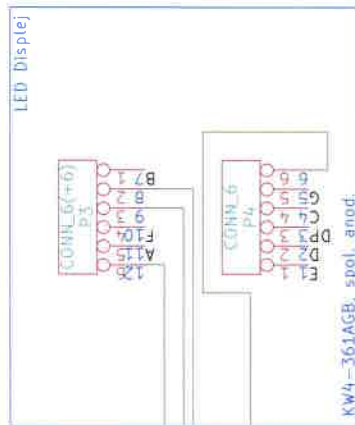 LED Displej
CONN_6(+6)
P3
B7 1
8 2
9 3
F10 4
A11 5
12 6
CONN_6
P4
6 6
G5 5
C4 4
DP3 3
D2 2
E1 1
KW4-361AGB, spol. anod: